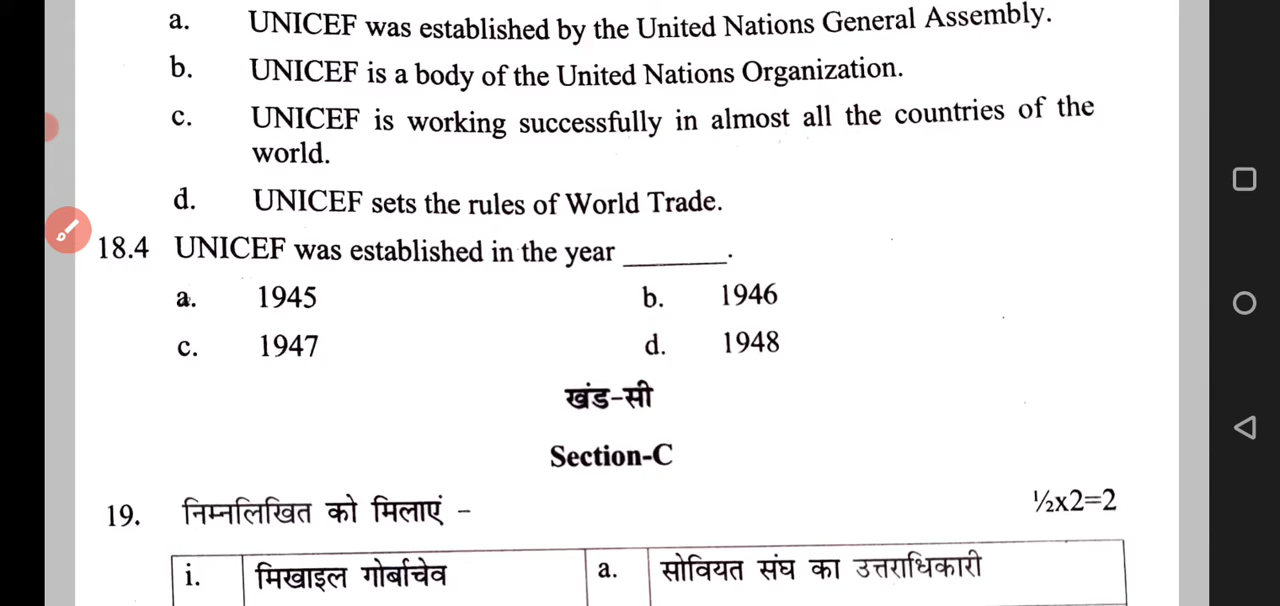 a. UNICEF was established by the United Nations General Assembly.
b. UNICEF is a body of the United Nations Organization.
c. UNICEF is working successfully in almost all the countries of the
world.
d. UNICEF sets the rules of World Trade.
18.4 UNICEF was established in the year ______.
a. 1945 b. 1946
c. 1947 d. 1948
खंड-सी
Section-C
19. निम्नलिखित को मिलाएं - ½x2=2
i. मिखाइल गोर्बाचेव a. सोवियत संघ का उत्तराधिकारी